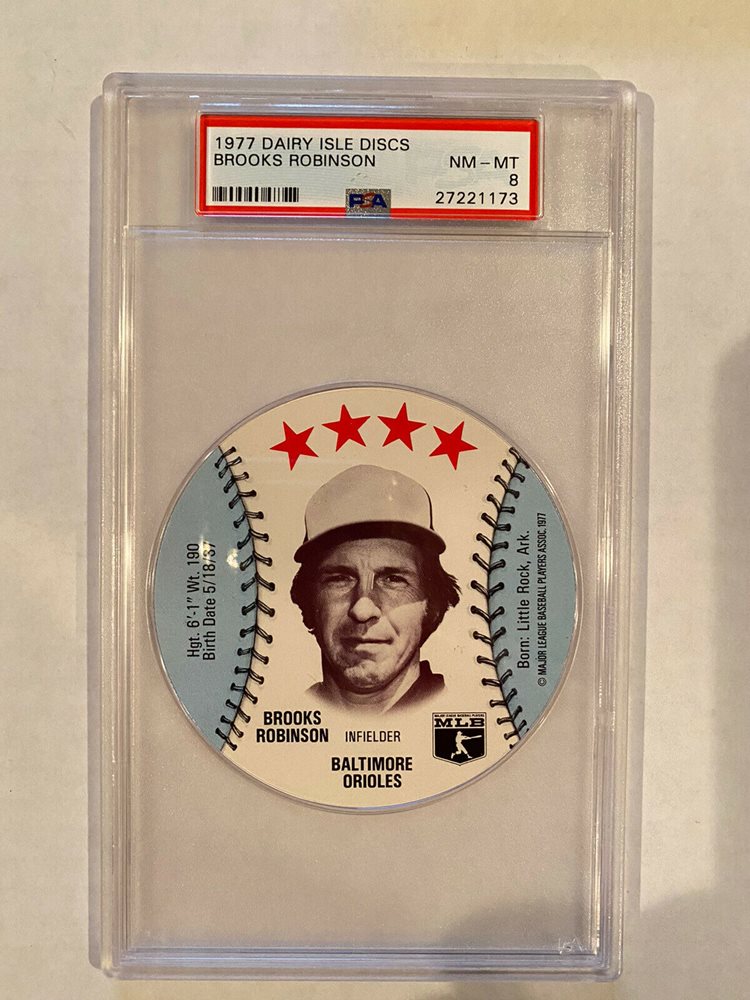 1977 DAIRY ISLE DISCS
BROOKS ROBINSON
NM - MT
8
PSA
27221173
Hgt. 6'-1" Wt. 190
Birth Date 5/18/37
Born: Little Rock, Ark.
© MAJOR LEAGUE BASEBALL PLAYERS ASSOC. 1977
BROOKS
ROBINSON
INFIELDER
MLB
BALTIMORE
ORIOLES